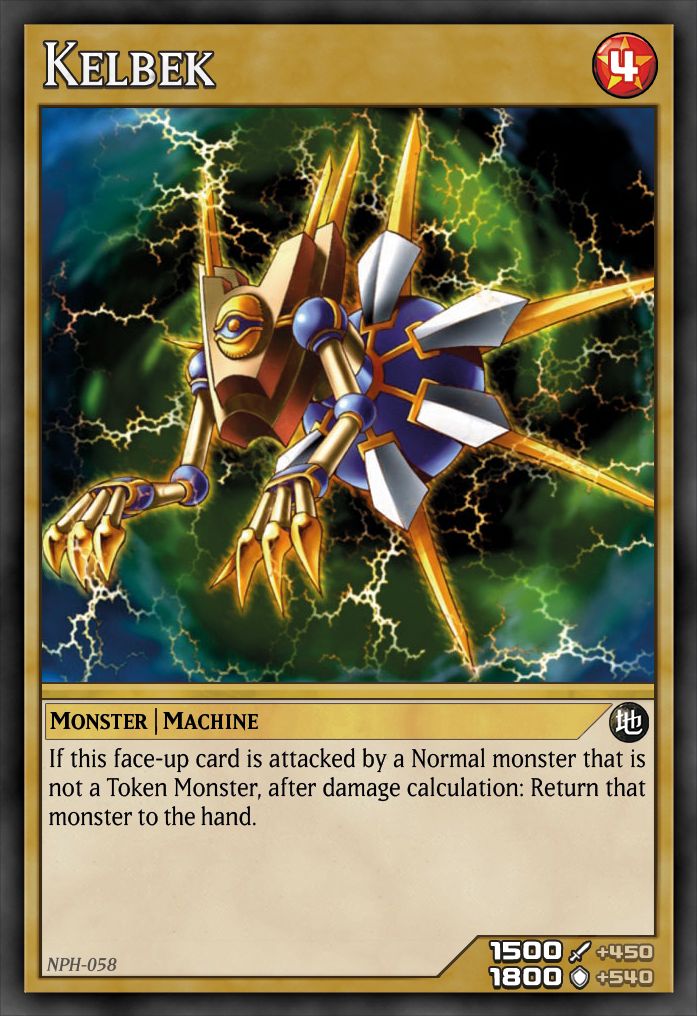 Kelbek
4
Monster | Machine
If this face-up card is attacked by a Normal monster that is
not a Token Monster, after damage calculation: Return that
monster to the hand.
1500 +450
NPH-058
1800 +540